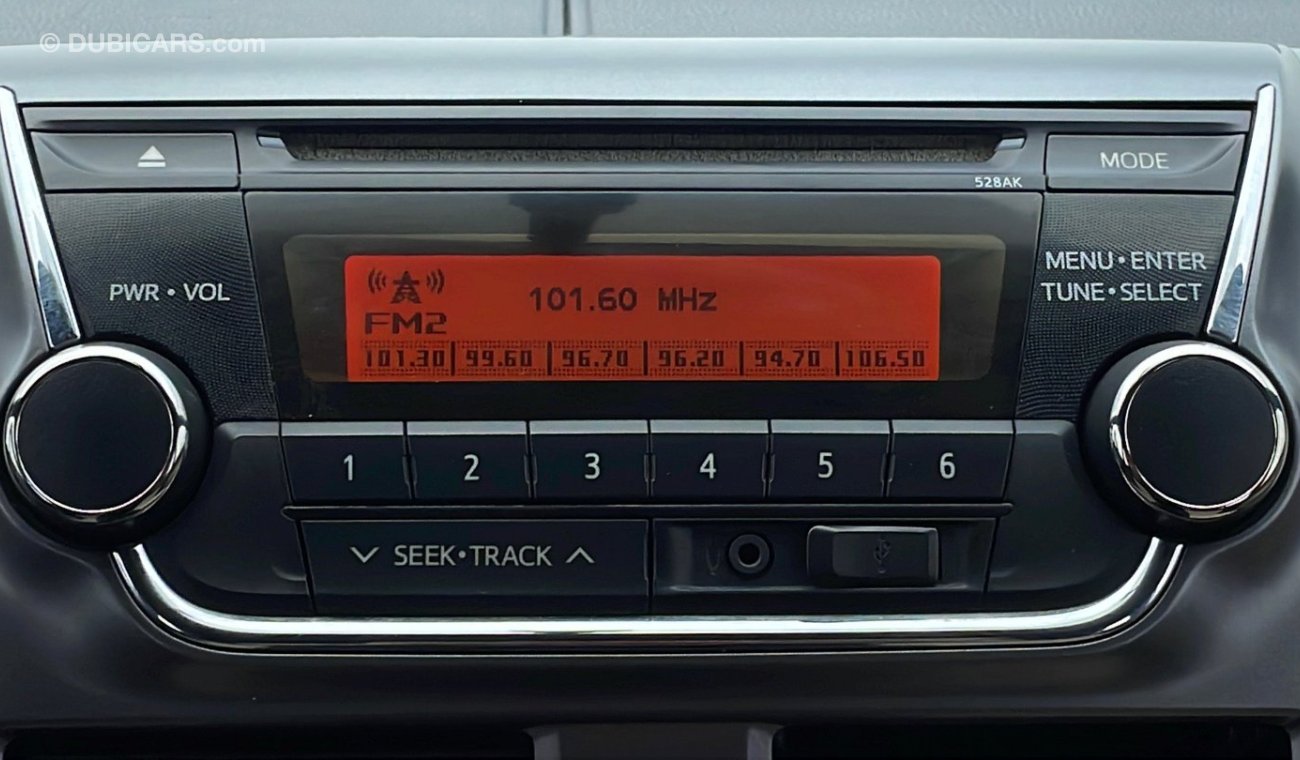 © DUBICARS.com
MODE
528AK
PWR • VOL
MENU • ENTER
TUNE • SELECT
101.60 MHz
FM2
101.30 | 99.60 | 96.70 | 96.20 | 94.70 | 106.50
1 2 3 4 5 6
SEEK • TRACK